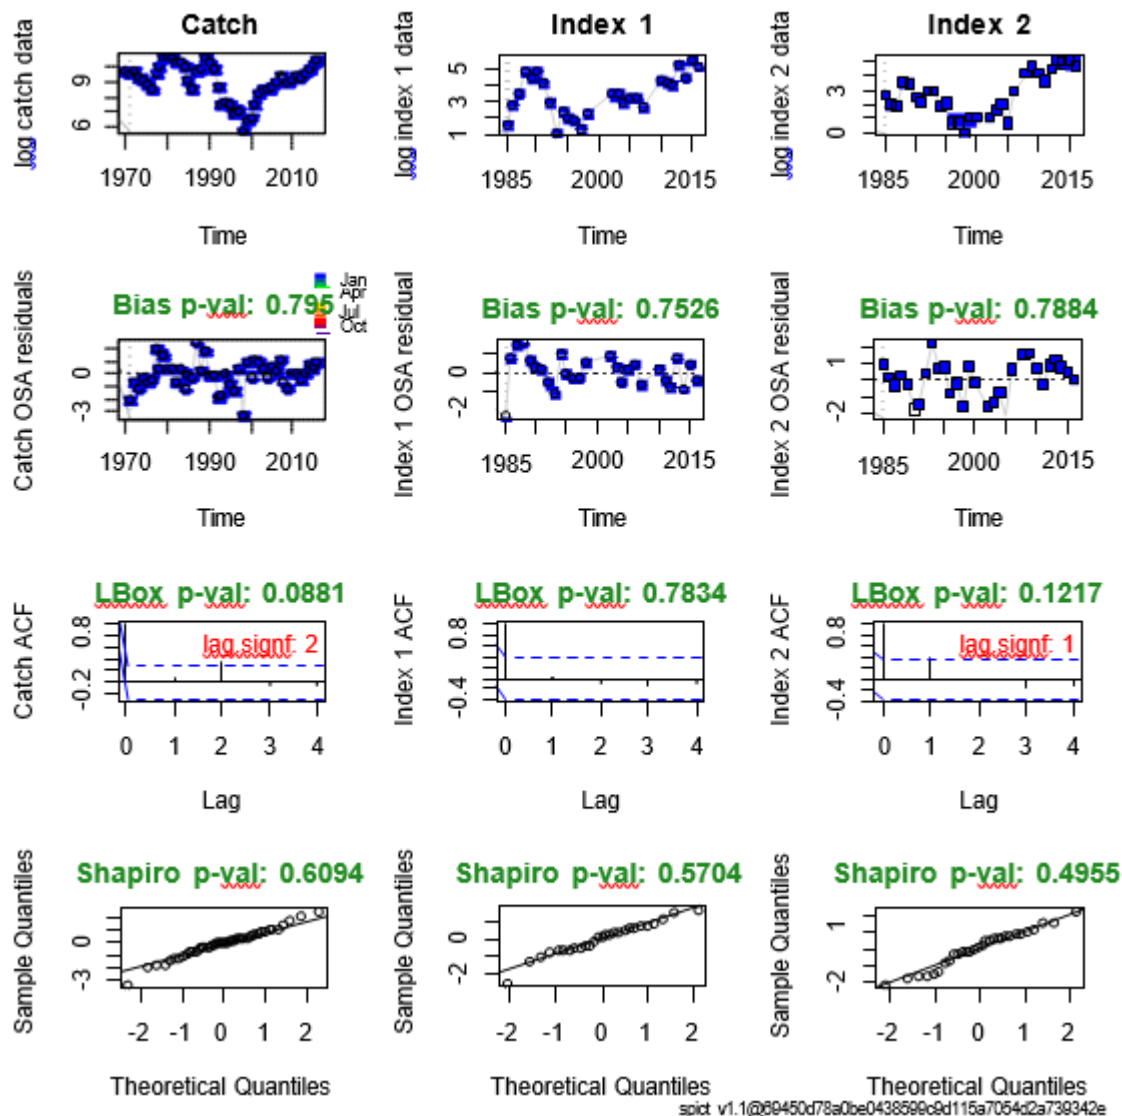 Catch
log catch data
9
6
1970 1990 2010
Time
Index 1
log index 1 data
5
3
1
1985 2000 2015
Time
Index 2
log index 2 data
3
0
1985 2000 2015
Time
Bias p-val: 0.795
Jan
Apr
Jul
Oct
Catch OSA residuals
0
-3
1970 1990 2010
Time
Bias p-val: 0.7526
Index 1 OSA residual
0
-2
1985 2000 2015
Time
Bias p-val: 0.7884
Index 2 OSA residual
1
-2
1985 2000 2015
Time
LBox p-val: 0.0881
Catch ACF
0.8
-0.2
lag.signf: 2
0 1 2 3 4
Lag
LBox p-val: 0.7834
Index 1 ACF
0.8
-0.4
0 1 2 3 4
Lag
LBox p-val: 0.1217
Index 2 ACF
0.8
-0.4
lag.signf: 1
0 1 2 3 4
Lag
Shapiro p-val: 0.6094
Sample Quantiles
0
-3
-2 -1 0 1 2
Theoretical Quantiles
Shapiro p-val: 0.5704
Sample Quantiles
0
-2
-2 -1 0 1 2
Theoretical Quantiles
Shapiro p-val: 0.4955
Sample Quantiles
1
-2
-2 -1 0 1 2
Theoretical Quantiles
spict_v1.1@69450d78a0be0438599c9d115a7054d2a739342e